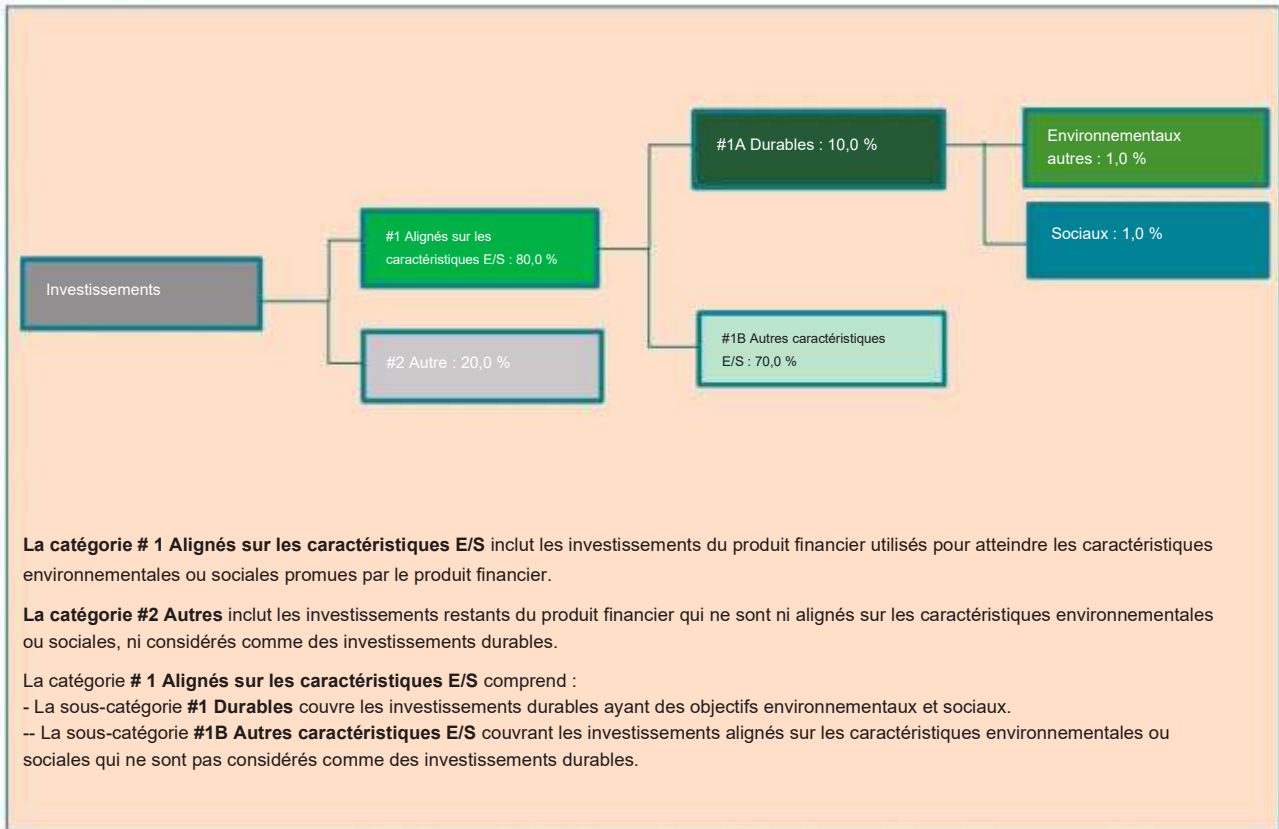 #1A Durables : 10,0 %
Environnementaux
autres : 1,0 %
#1 Alignés sur les
caractéristiques E/S : 80,0 %
Sociaux : 1,0 %
Investissements
#2 Autre : 20,0 %
#1B Autres caractéristiques
E/S : 70,0 %
La catégorie # 1 Alignés sur les caractéristiques E/S inclut les investissements du produit financier utilisés pour atteindre les caractéristiques
environnementales ou sociales promues par le produit financier.
La catégorie #2 Autres inclut les investissements restants du produit financier qui ne sont ni alignés sur les caractéristiques environnementales
ou sociales, ni considérés comme des investissements durables.
La catégorie # 1 Alignés sur les caractéristiques E/S comprend :
- La sous-catégorie #1 Durables couvre les investissements durables ayant des objectifs environnementaux et sociaux.
-- La sous-catégorie #1B Autres caractéristiques E/S couvrant les investissements alignés sur les caractéristiques environnementales ou
sociales qui ne sont pas considérés comme des investissements durables.